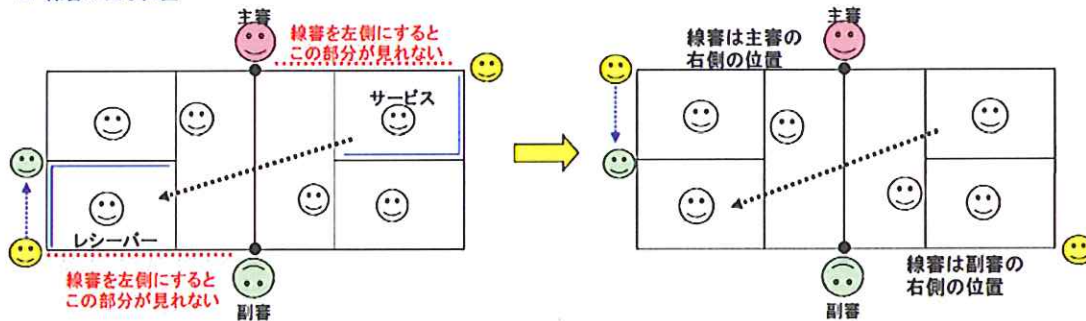 主審
線審を左側にすると
この部分が見れない
サービス
レシーバー
線審を左側にすると
この部分が見れない
副審
主審
線審は主審の
右側の位置
線審は副審の
右側の位置
副審